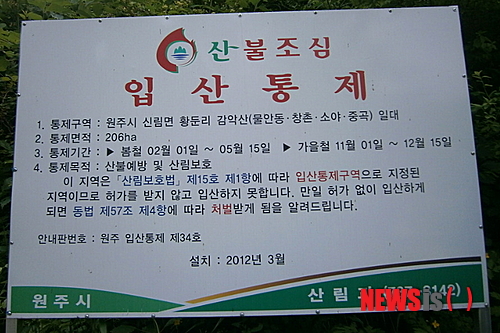 산불조심
입산통제
1. 통제구역 : 원주시 신림면 황둔리 감악산(물안동·창촌·소야·중곡) 일대
2. 통제면적 : 206ha
3. 통제기간 : ▶ 봄철 02월 01일 ~ 05월 15일 ▶ 가을철 11월 01일 ~ 12월 15일
4. 통제목적 : 산불예방 및 산림보호
이 지역은 「산림보호법」제15호 제1항에 따라 입산통제구역으로 지정된
지역이므로 허가를 받지 않고 입산하지 못합니다. 만일 허가 없이 입산하게
되면 동법 제57조 제4항에 따라 처벌받게 됨을 알려드립니다.
안내판번호 : 원주 입산통제 제34호
설치 : 2012년 3월
원주시
산림
NEWSis( )